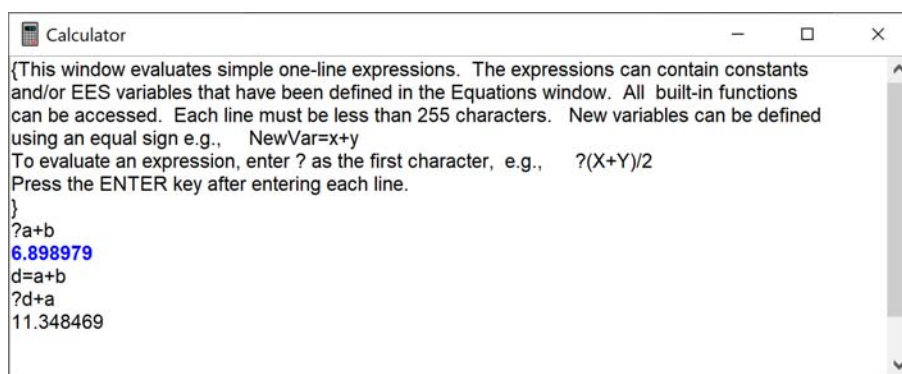 Calculator
{This window evaluates simple one-line expressions. The expressions can contain constants
and/or EES variables that have been defined in the Equations window. All built-in functions
can be accessed. Each line must be less than 255 characters. New variables can be defined
using an equal sign e.g., NewVar=x+y
To evaluate an expression, enter ? as the first character, e.g., ?(X+Y)/2
Press the ENTER key after entering each line.
}
?a+b
6.898979
d=a+b
?d+a
11.348469